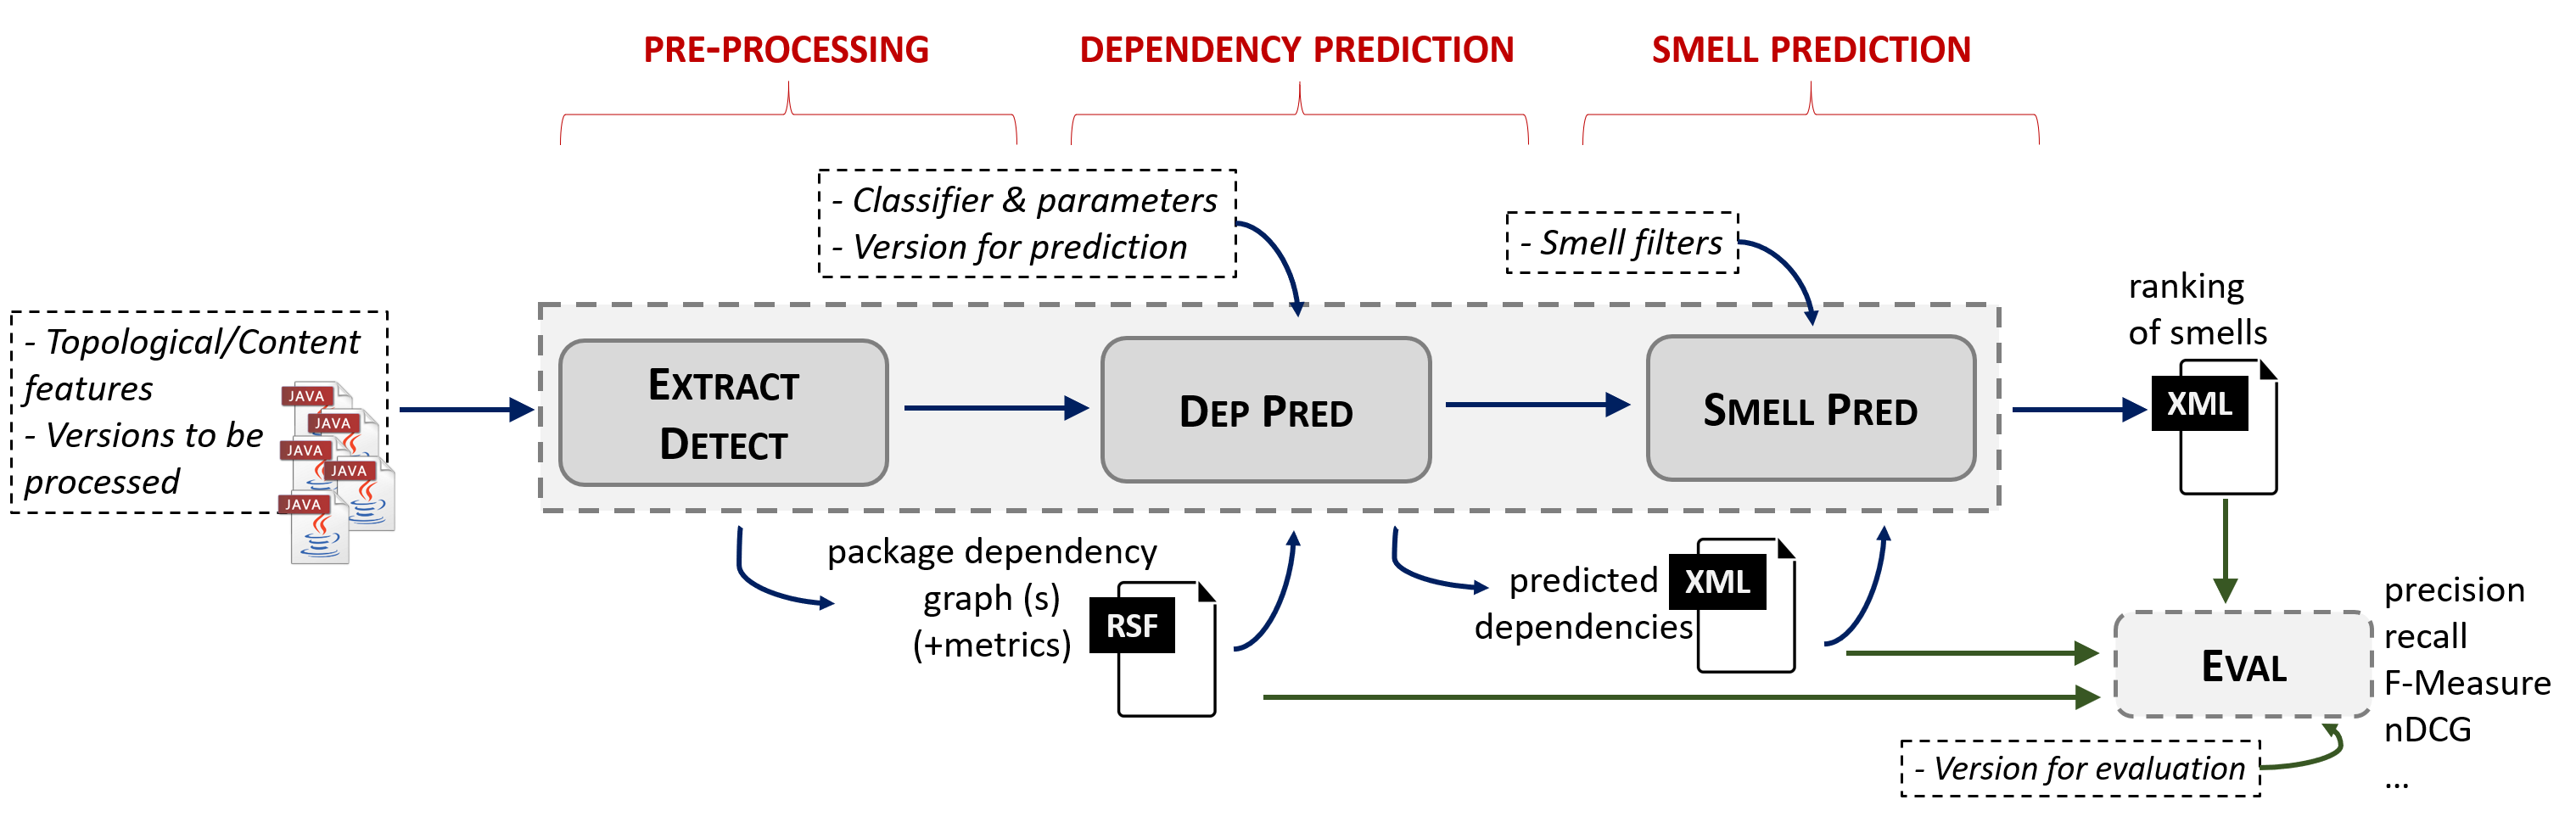 PRE-PROCESSING
DEPENDENCY PREDICTION
SMELL PREDICTION
- Classifier & parameters
- Version for prediction
- Smell filters
- Topological/Content
features
- Versions to be
processed
JAVA
JAVA
JAVA
JAVA
JAVA
EXTRACT
DETECT
DEP PRED
SMELL PRED
ranking
of smells
XML
package dependency
graph (s)
(+metrics)
RSF
predicted
dependencies
XML
EVAL
precision
recall
F-Measure
nDCG
...
- Version for evaluation